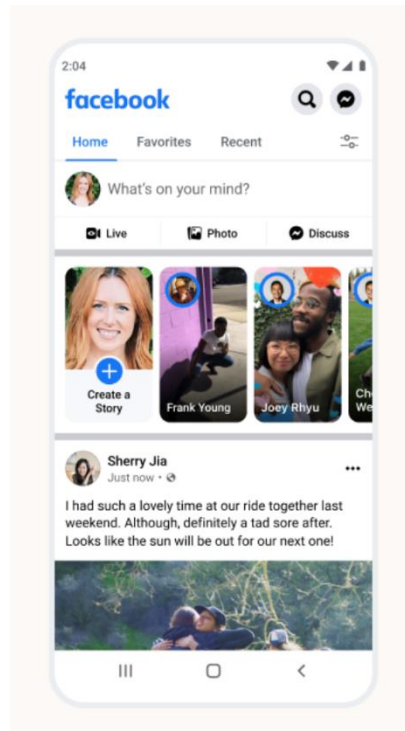 2:04
facebook
Home Favorites Recent
What's on your mind?
Live Photo Discuss
Create a
Story
Frank Young
Joey Rhyu
Sherry Jia
Just now
I had such a lovely time at our ride together last
weekend. Although, definitely a tad sore after.
Looks like the sun will be out for our next one!